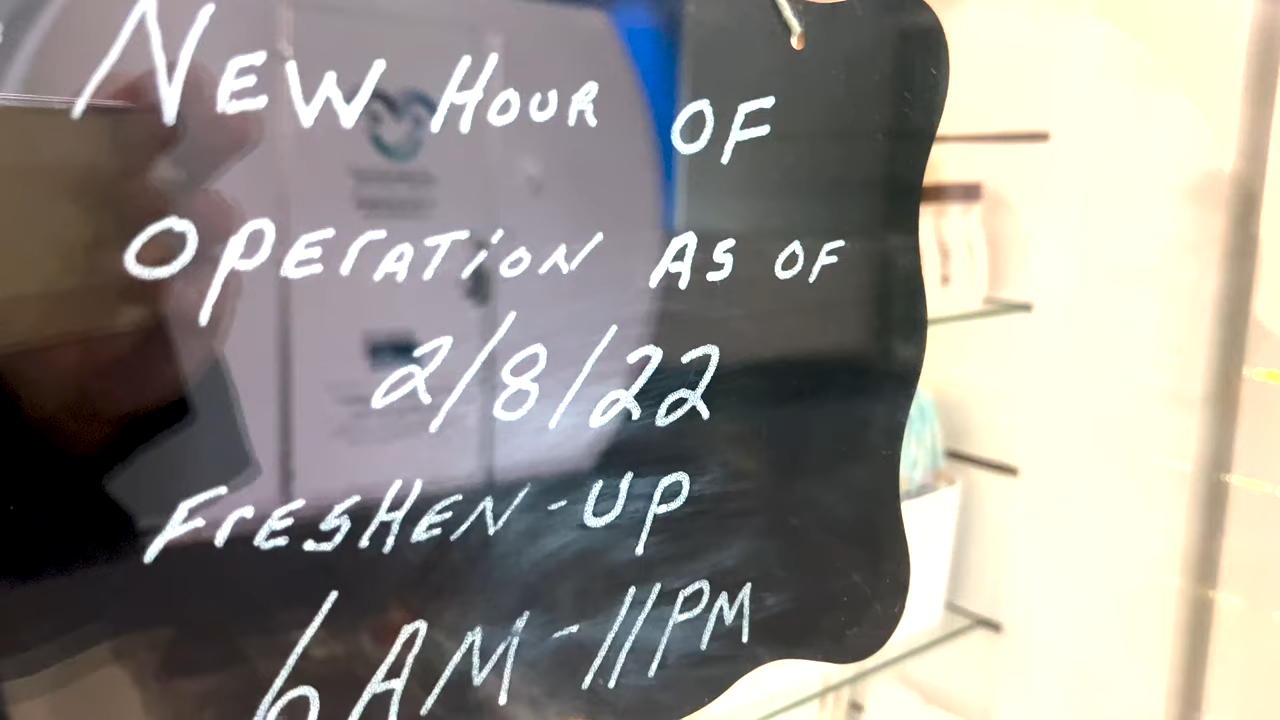 NEW HOUR OF
OPERATION AS OF
2/8/22
FRESHEN-UP
6AM-11PM